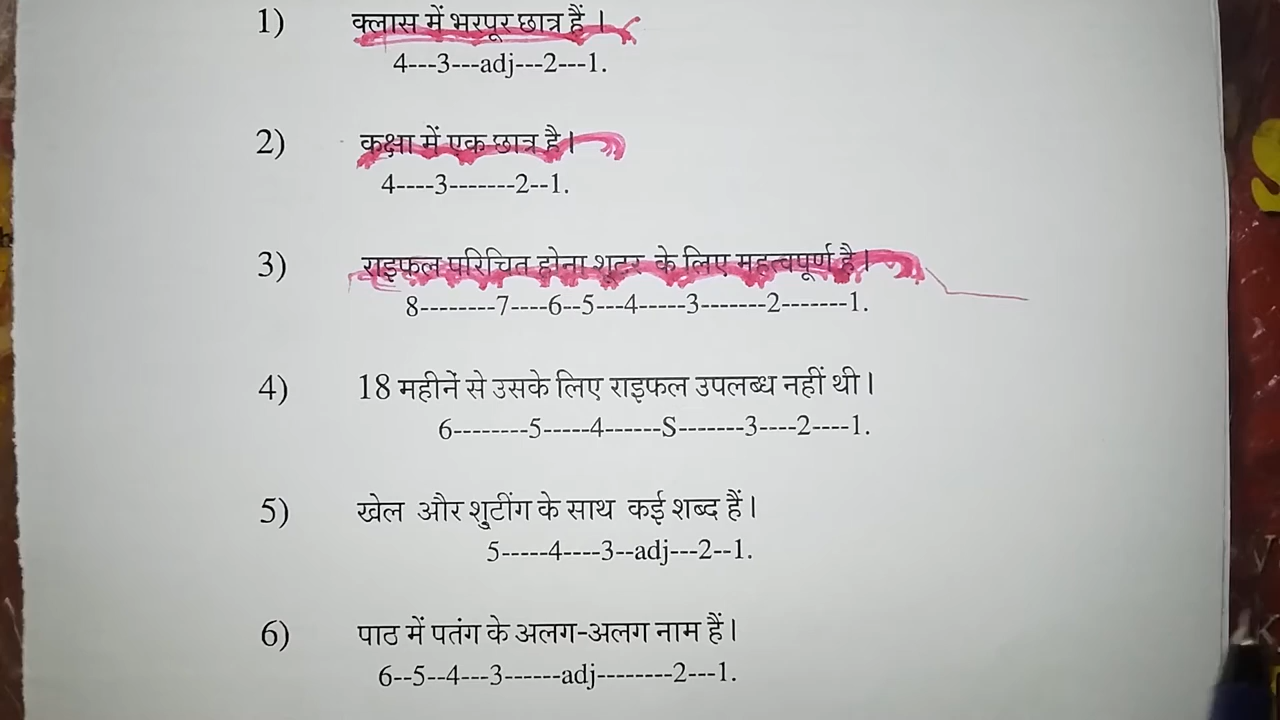 1) क्लास में भरपूर छात्र हैं ।
4---3---adj---2---1.
2) कक्षा में एक छात्र है ।
4----3-------2--1.
3) राइफल परिचित होना शूटर के लिए महत्वपूर्ण है ।
8--------7----6--5---4-----3-------2-------1.
4) 18 महीनें से उसके लिए राइफल उपलब्ध नहीं थी ।
6--------5-----4------S-------3----2----1.
5) खेल और शुटींग के साथ कई शब्द हैं ।
5-----4----3--adj---2--1.
6) पाठ में पतंग के अलग-अलग नाम हैं ।
6--5--4---3------adj--------2---1.